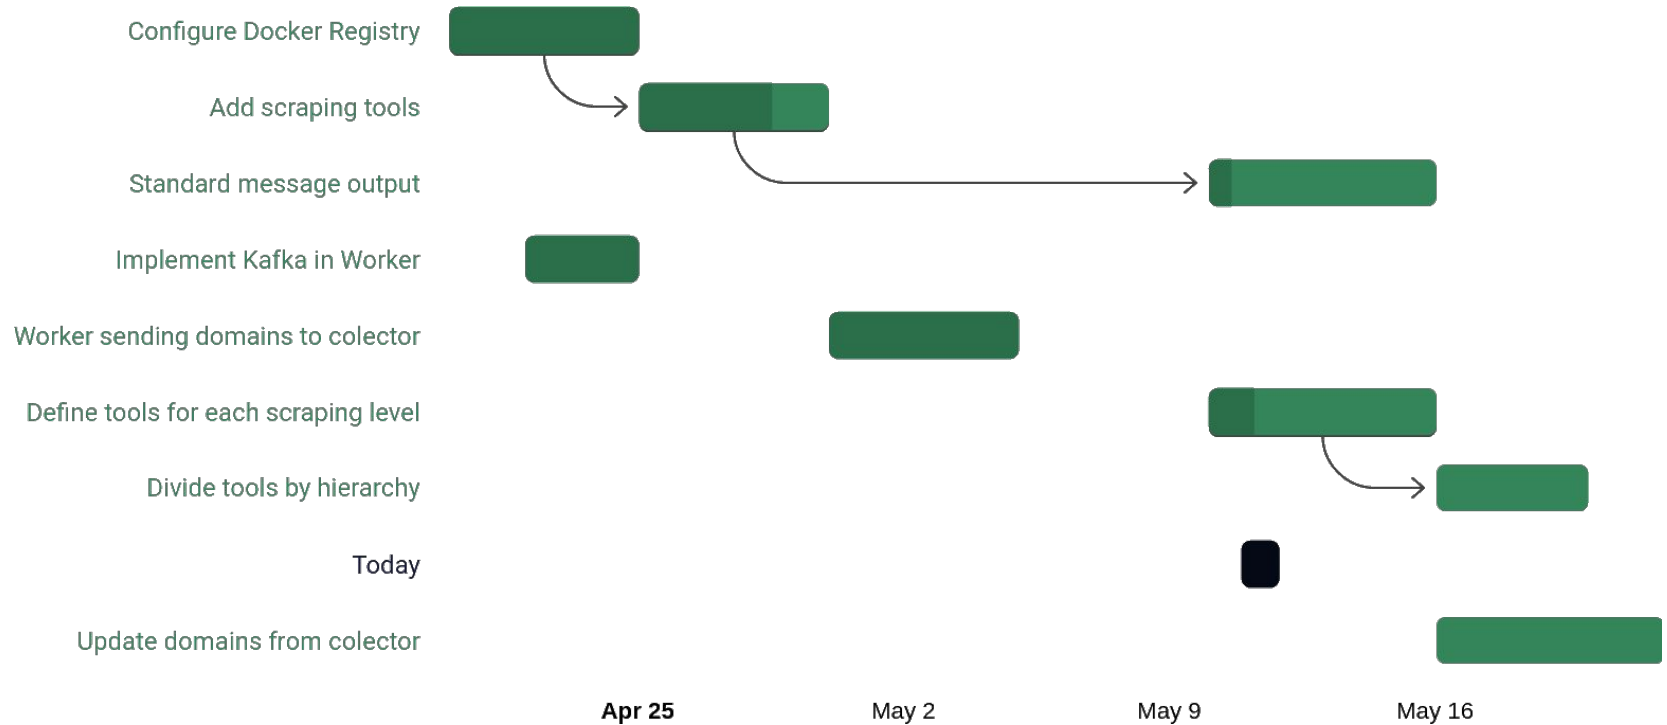 Configure Docker Registry
Add scraping tools
Standard message output
Implement Kafka in Worker
Worker sending domains to colector
Define tools for each scraping level
Divide tools by hierarchy
Today
Update domains from colector
Apr 25 May 2 May 9 May 16